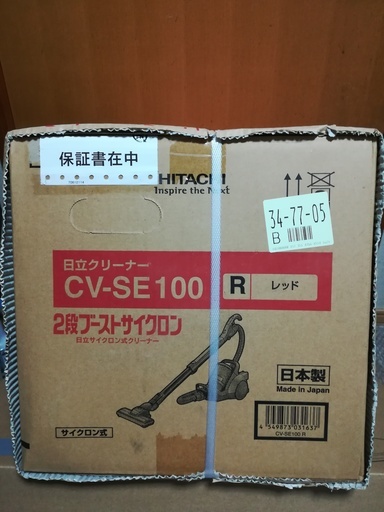 保証書在中
HITACHI
Inspire the Next
34-77-05
B
日立クリーナー
CV-SE100
R
レッド
2段ブーストサイクロン
日立サイクロン式クリーナー
日本製
Made in Japan
サイクロン式
4 549873 031637
CV-SE100 R